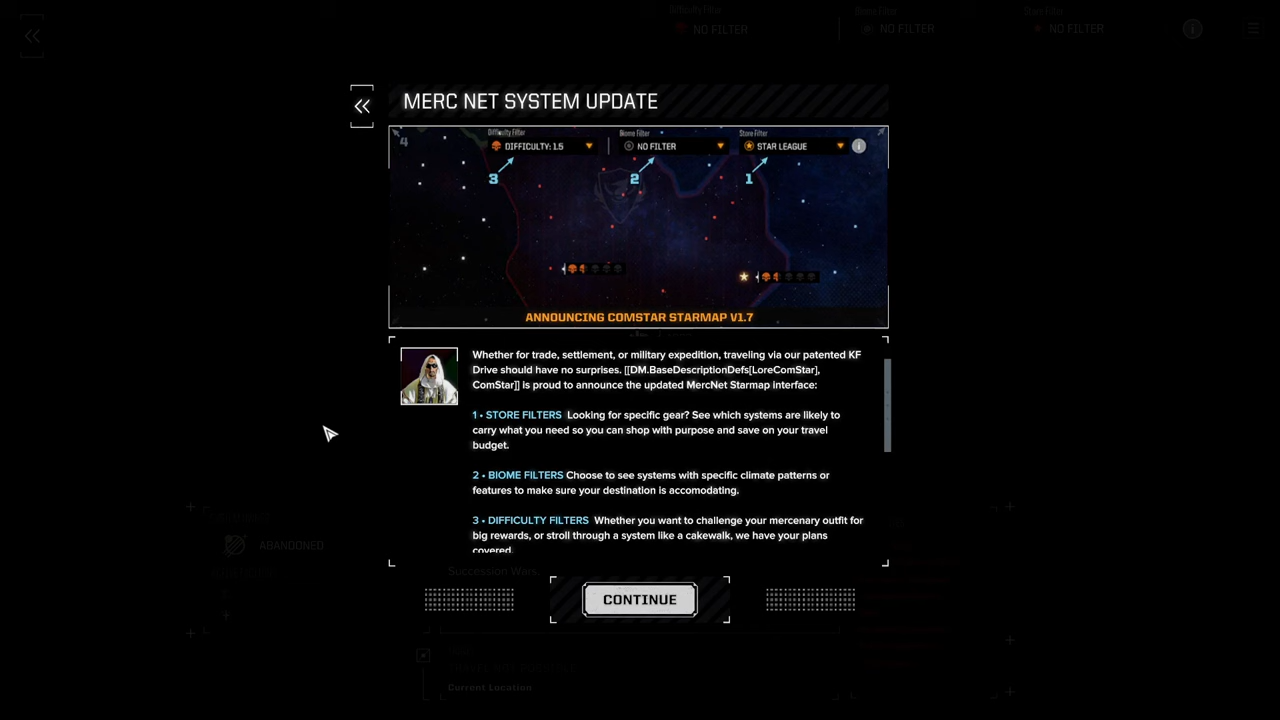 Difficulty Filter
Biome Filter
Store Filter
NO FILTER
NO FILTER
NO FILTER
MERC NET SYSTEM UPDATE
4
Difficulty Filter
Biome Filter
Store Filter
DIFFICULTY: 1.5
NO FILTER
STAR LEAGUE
3
2
1
ANNOUNCING COMSTAR STARMAP V1.7
Whether for trade, settlement, or military expedition, traveling via our patented KF
Drive should have no surprises. [[DM.BaseDescriptionDefs[LoreComStar],
ComStar]] is proud to announce the updated MercNet Starmap interface:
1 • STORE FILTERS Looking for specific gear? See which systems are likely to
carry what you need so you can shop with purpose and save on your travel
budget.
2 • BIOME FILTERS Choose to see systems with specific climate patterns or
features to make sure your destination is accomodating.
3 • DIFFICULTY FILTERS Whether you want to challenge your mercenary outfit for
big rewards, or stroll through a system like a cakewalk, we have your plans
covered.
ABANDONED
Succession Wars.
CONTINUE
Current Location